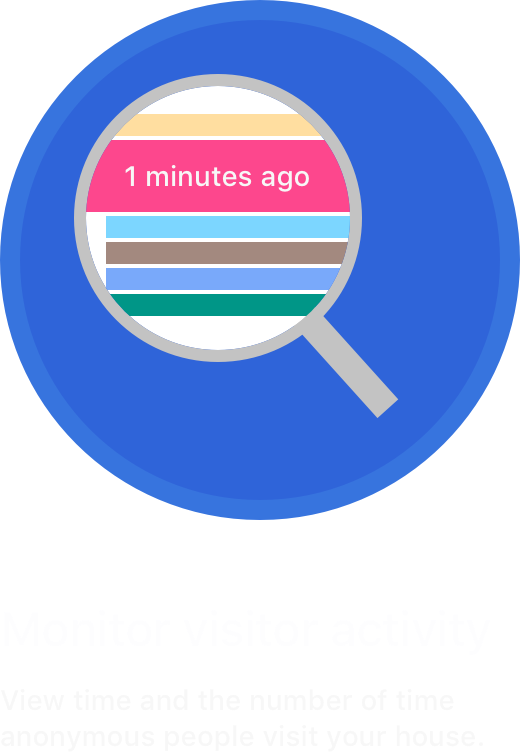 1 minutes ago
Monitor visitor activity
View time and the number of time
anonymous people visit your house.